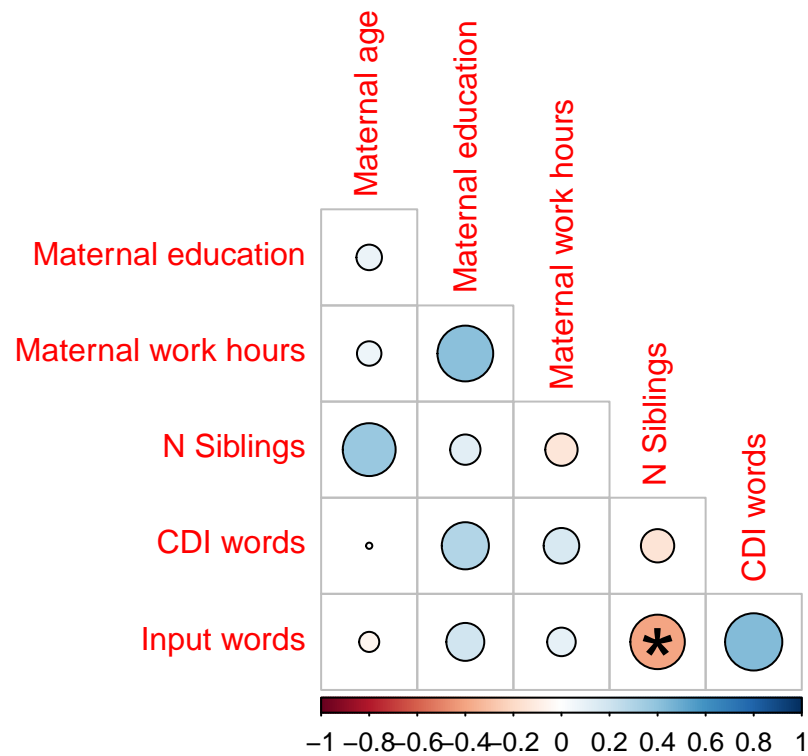 Maternal age
Maternal education
Maternal work hours
N Siblings
CDI words
Maternal education
Maternal work hours
N Siblings
CDI words
Input words
*
−1 −0.8 −0.6 −0.4 −0.2 0 0.2 0.4 0.6 0.8 1